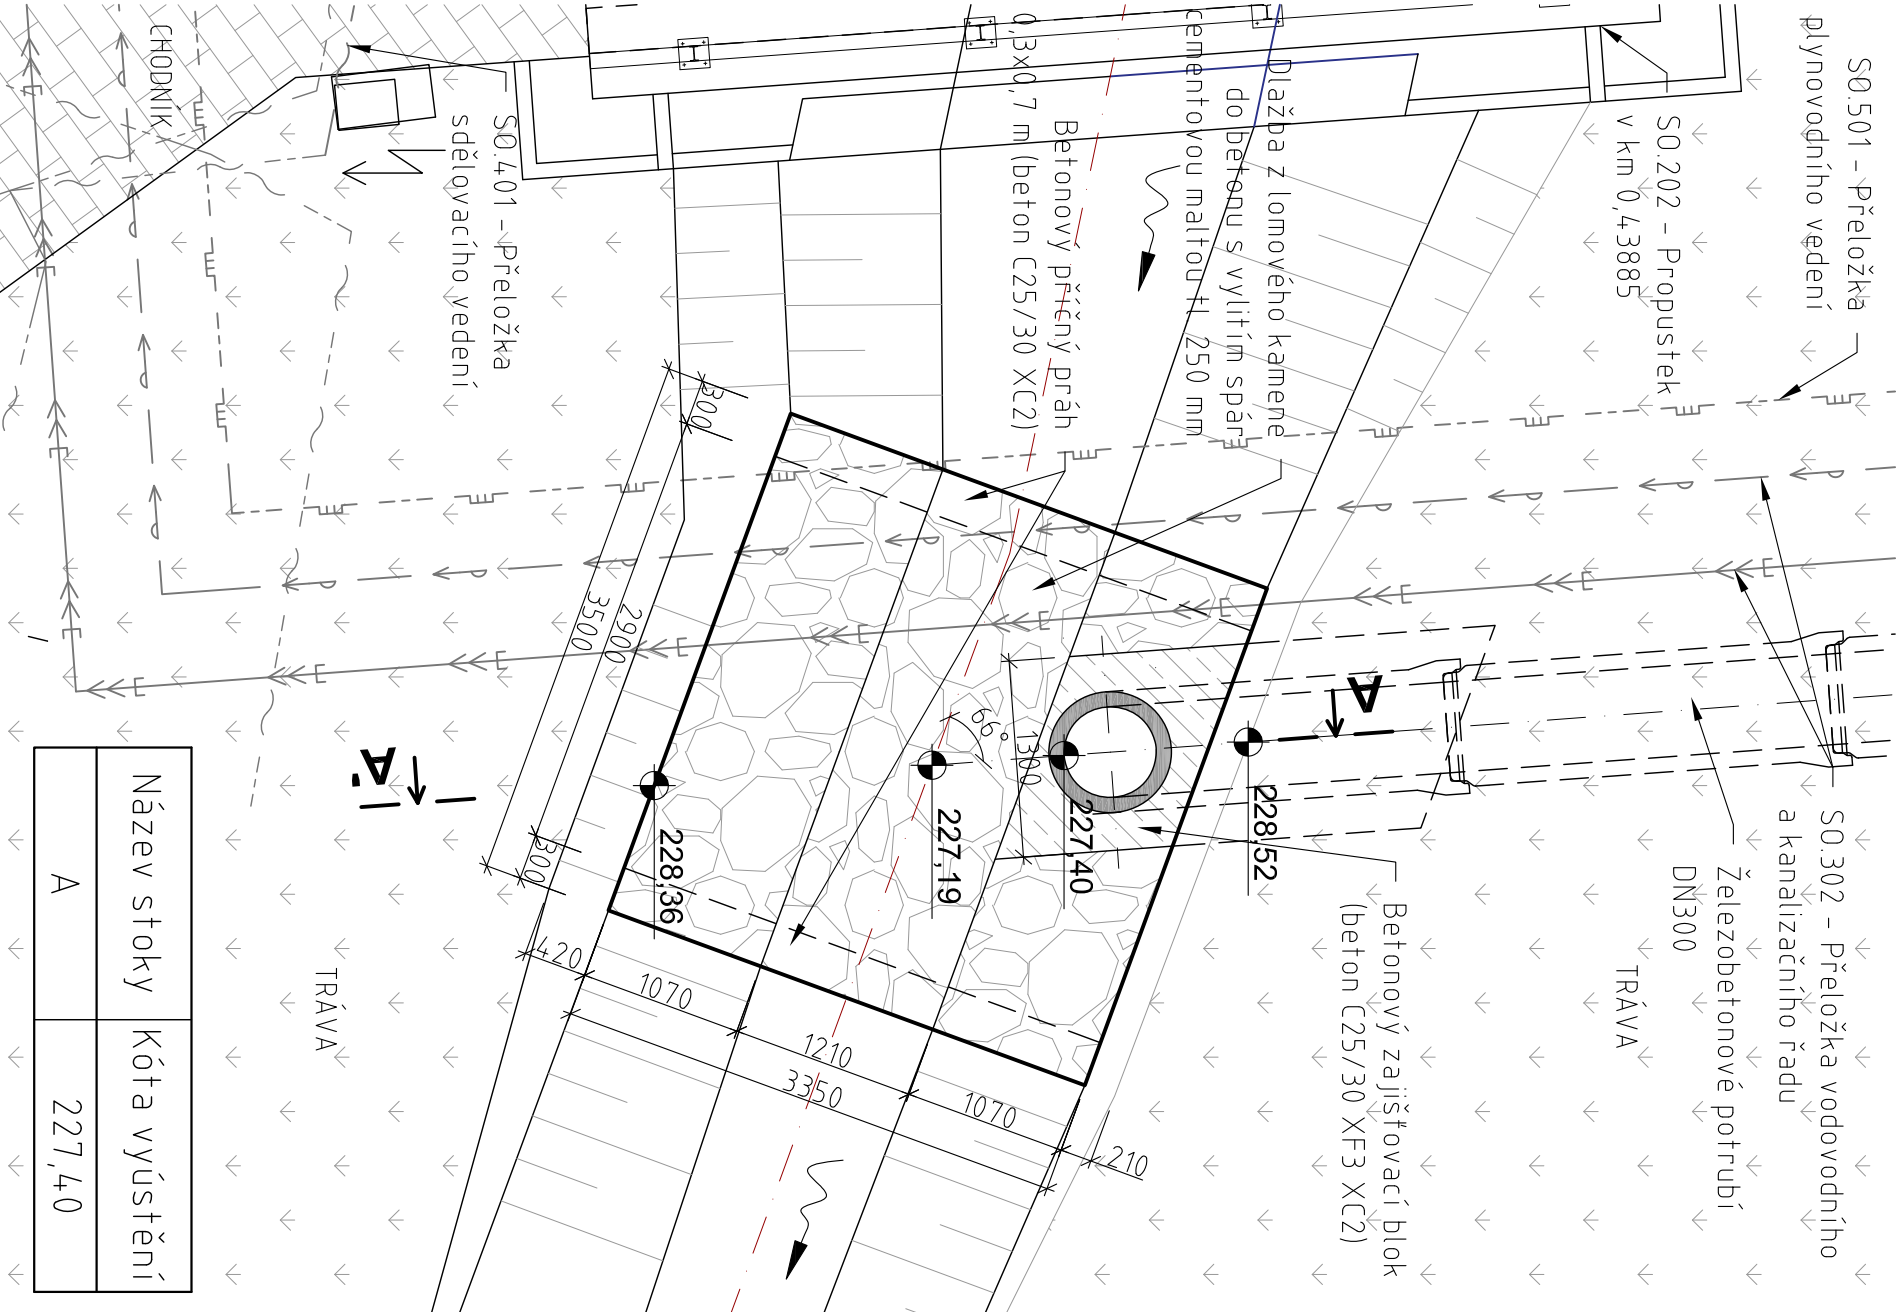 SO.501 - Přeložka
plynovodního vedení
SO.202 - Propustek
v km 0,43885
Dlažba z lomového kamene
do betonu s vylitím spár
cementovou maltou tl. 250 mm
Betonový příčný práh
0,3x0,7 m (beton C25/30 XC2)
SO.401 - Přeložka
sdělovacího vedení
CHODNÍK
SO.302 - Přeložka vodovodního
a kanalizačního řadu
Železobetonové potrubí
DN300
TRÁVA
Betonový zajišťovací blok
(beton C25/30 XF3 XC2)
A
A'
228,52
227,40
227,19
228,36
66°
1300
300
2900
3500
300
420
1070
1210
3350
1070
210
TRÁVA
Název stoky
Kóta vyústění
A
227,40